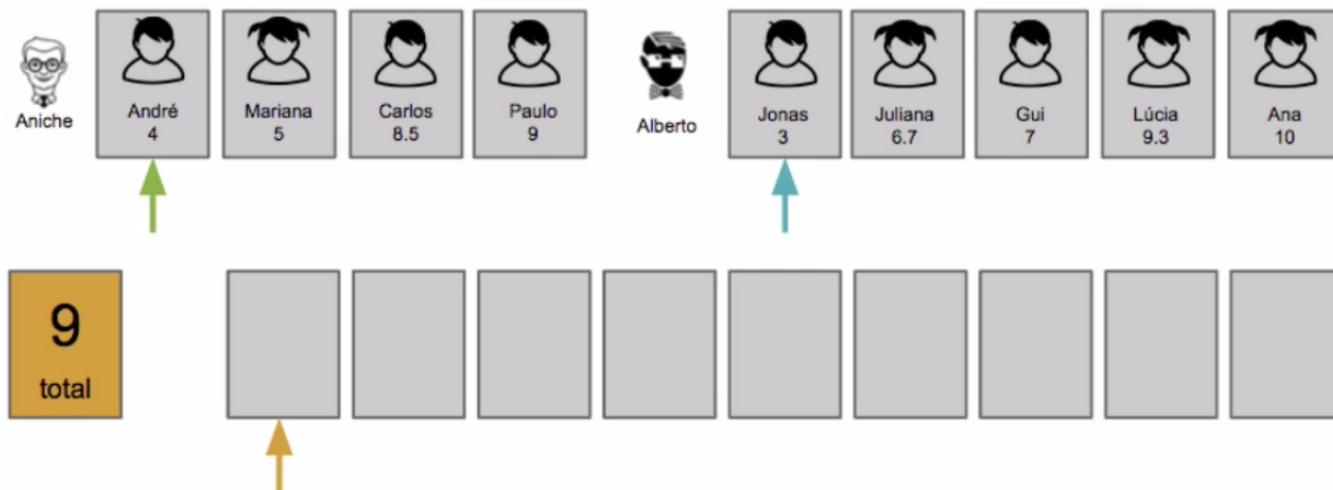 Aniche
André
4
Mariana
5
Carlos
8.5
Paulo
9
Alberto
Jonas
3
Juliana
6.7
Gui
7
Lúcia
9.3
Ana
10
9
total